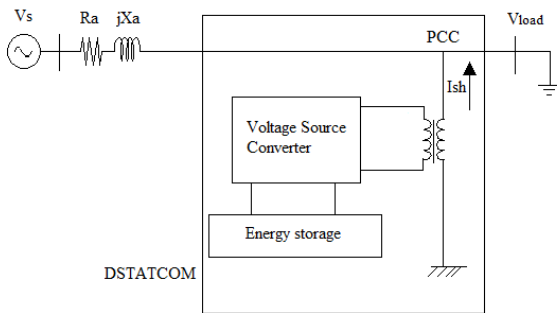 Vs
Ra
jXa
PCC
Vload
Ish
Voltage Source
Converter
Energy storage
DSTATCOM